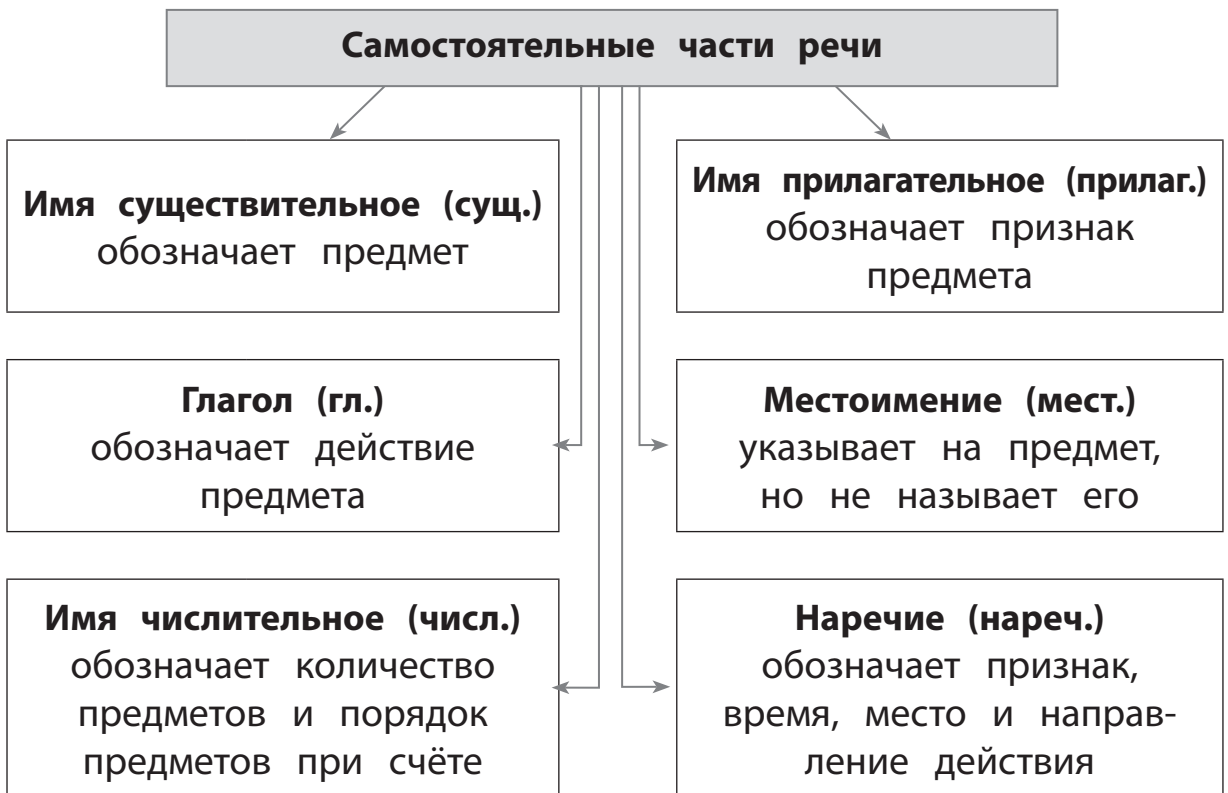 Самостоятельные части речи
Имя существительное (сущ.)
обозначает предмет
Имя прилагательное (прилаг.)
обозначает признак
предмета
Глагол (гл.)
обозначает действие
предмета
Местоимение (мест.)
указывает на предмет,
но не называет его
Имя числительное (числ.)
обозначает количество
предметов и порядок
предметов при счёте
Наречие (нареч.)
обозначает признак,
время, место и направ-
ление действия